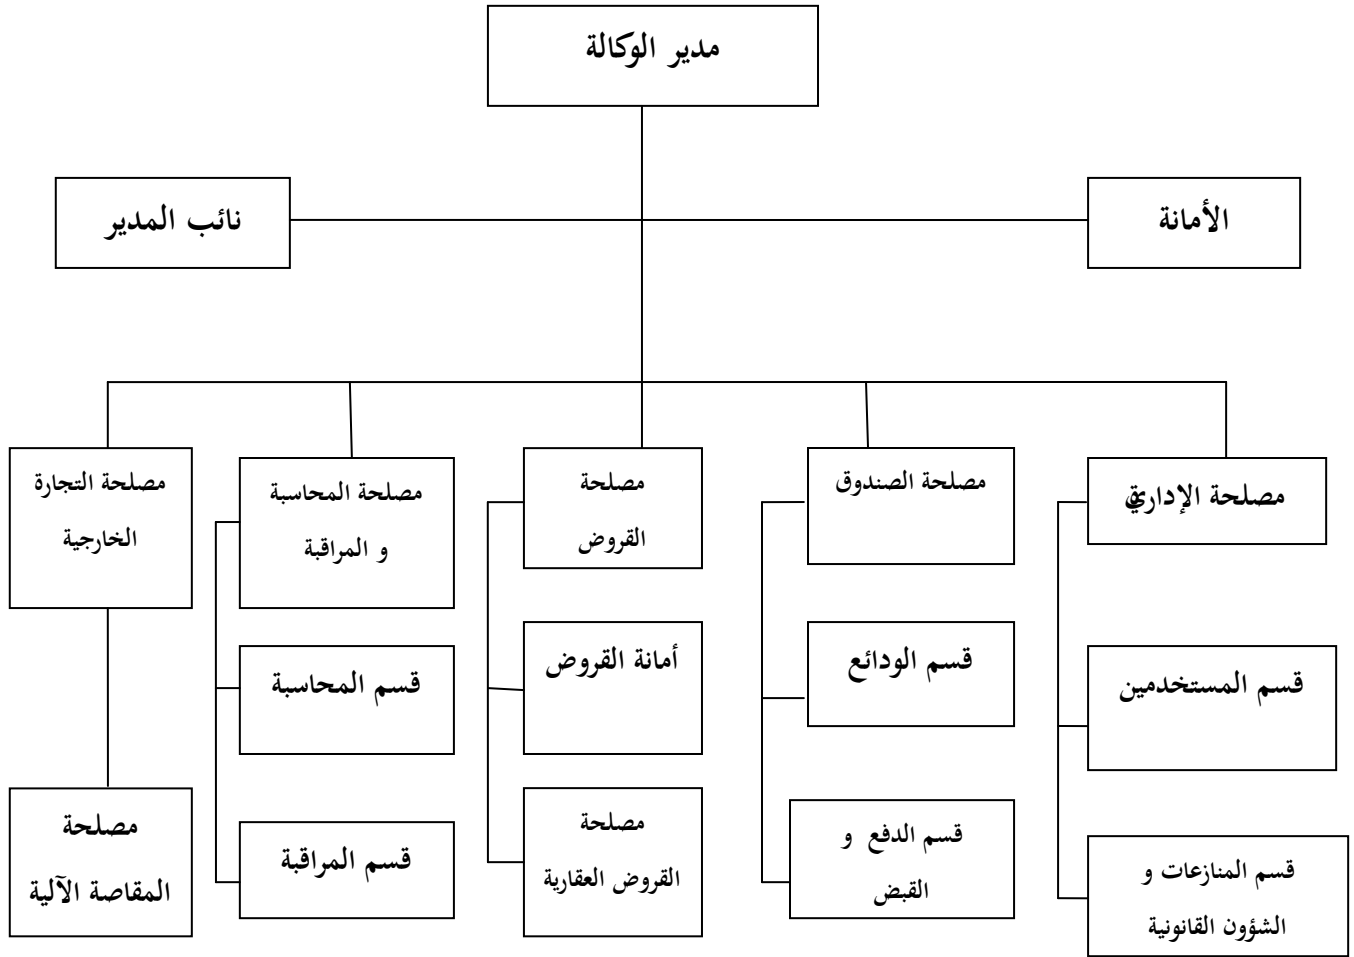 مدير الوكالة
الأمانة
نائب المدير
مصلحة الإدارية
مصلحة الصندوق
مصلحة
القروض
مصلحة المحاسبة
و المراقبة
مصلحة التجارة
الخارجية
قسم المستخدمين
قسم الودائع
أمانة القروض
قسم المحاسبة
قسم المنازعات و
الشؤون القانونية
قسم الدفع و
القبض
مصلحة
القروض العقارية
قسم المراقبة
مصلحة
المقاصة الآلية